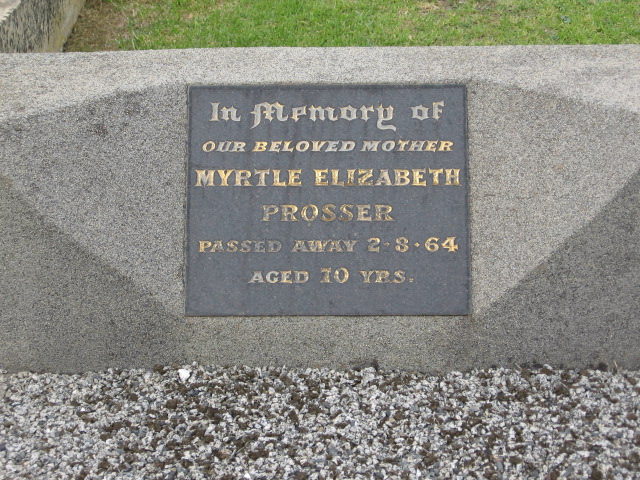 In Memory of
OUR BELOVED MOTHER
MYRTLE ELIZABETH
PROSSER
PASSED AWAY 2·8·64
AGED 70 YRS.